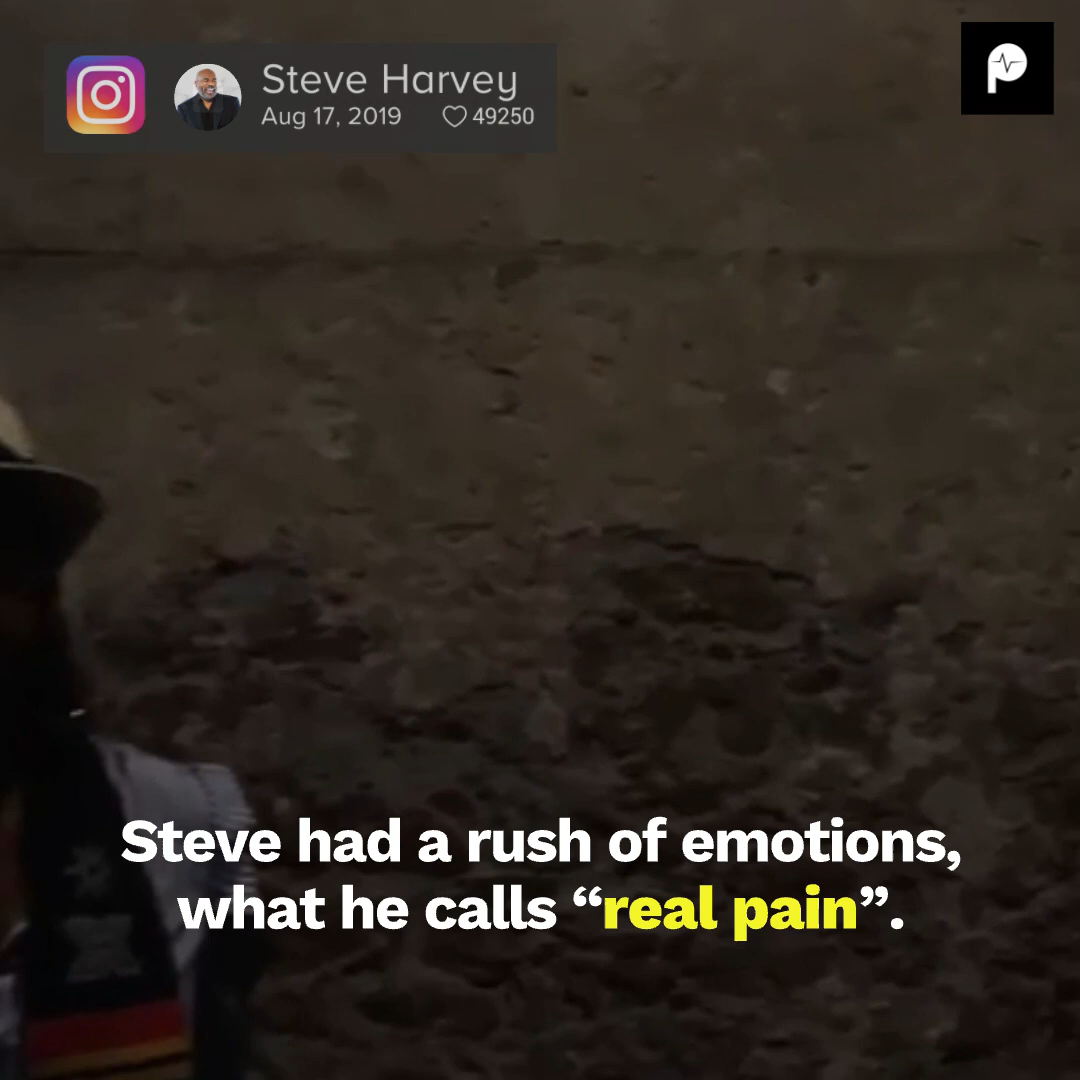 Steve Harvey
Aug 17, 2019 49250
Steve had a rush of emotions,
what he calls “real pain”.